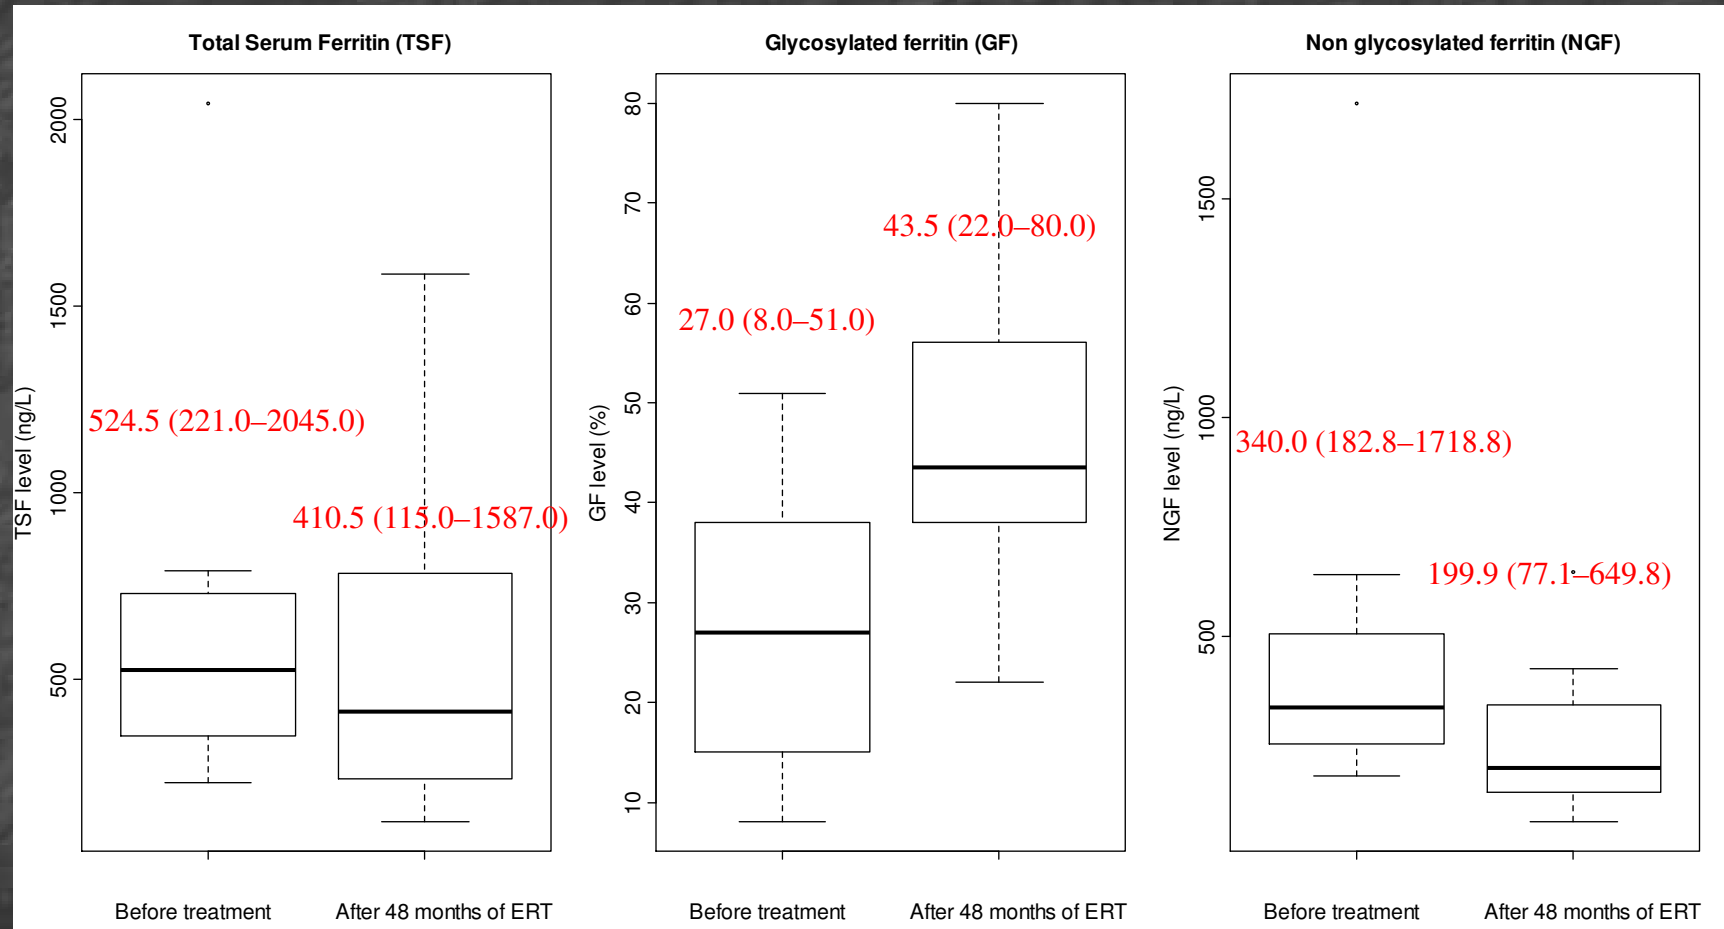 Total Serum Ferritin (TSF)
TSF level (ng/L)
2000
1500
1000
500
524.5 (221.0–2045.0)
410.5 (115.0–1587.0)
Before treatment
After 48 months of ERT
Glycosylated ferritin (GF)
GF level (%)
80
70
60
50
40
30
20
10
43.5 (22.0–80.0)
27.0 (8.0–51.0)
Before treatment
After 48 months of ERT
Non glycosylated ferritin (NGF)
NGF level (ng/L)
1500
1000
500
340.0 (182.8–1718.8)
199.9 (77.1–649.8)
Before treatment
After 48 months of ERT